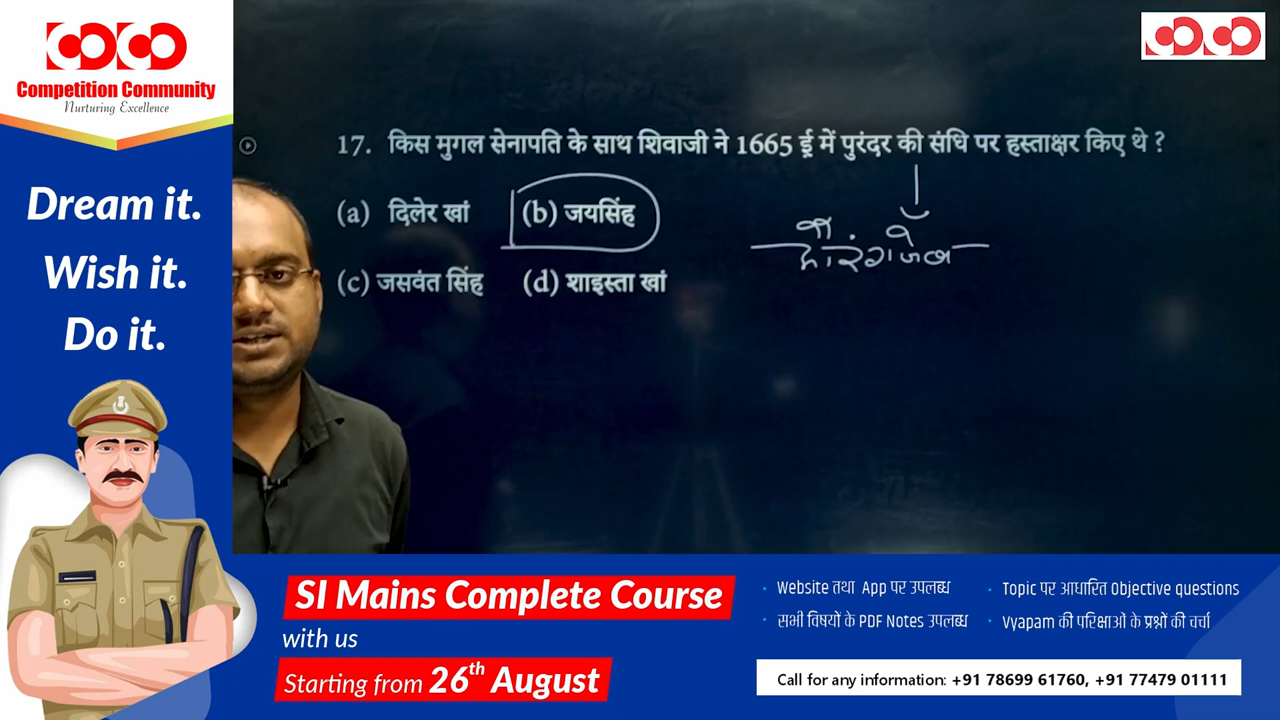 Competition Community
Nurturing Excellence
Dream it.
Wish it.
Do it.
17. किस मुगल सेनापति के साथ शिवाजी ने 1665 ई में पुरंदर की संधि पर हस्ताक्षर किए थे ?
(a) दिलेर खां
(b) जयसिंह
(c) जसवंत सिंह
(d) शाइस्ता खां
SI Mains Complete Course
with us
Starting from 26th August
· Website तथा App पर उपलब्ध
· सभी विषयों के PDF Notes उपलब्ध
· Topic पर आधारित Objective questions
· Vyapam की परिक्षाओं के प्रश्नों की चर्चा
Call for any information: +91 78699 61760, +91 77479 01111